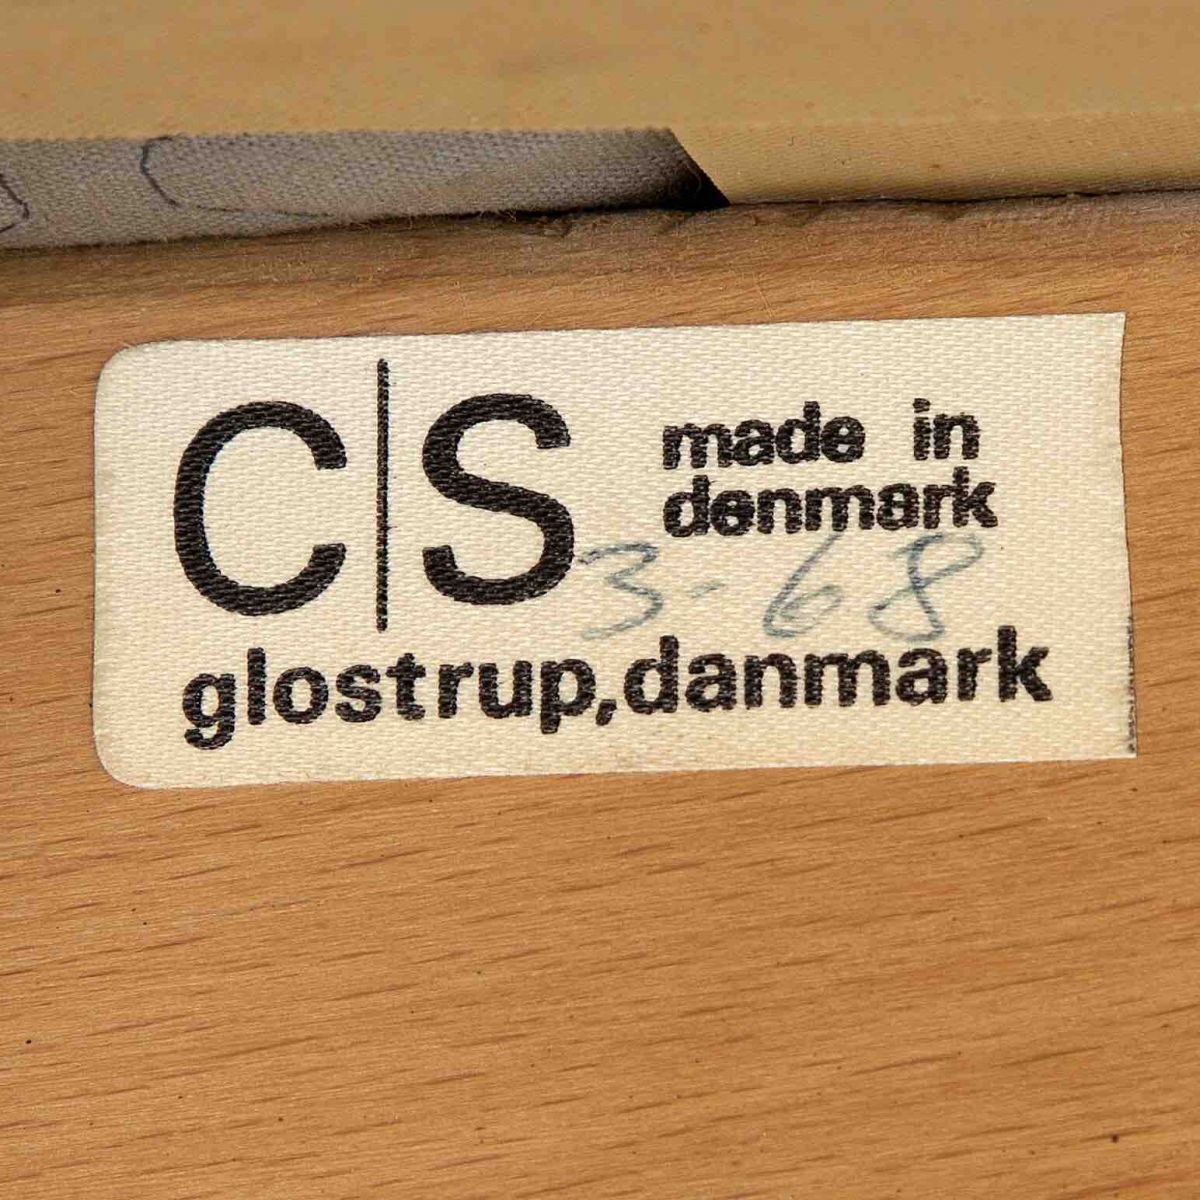 C|S
made in
denmark
3-68
glostrup,danmark